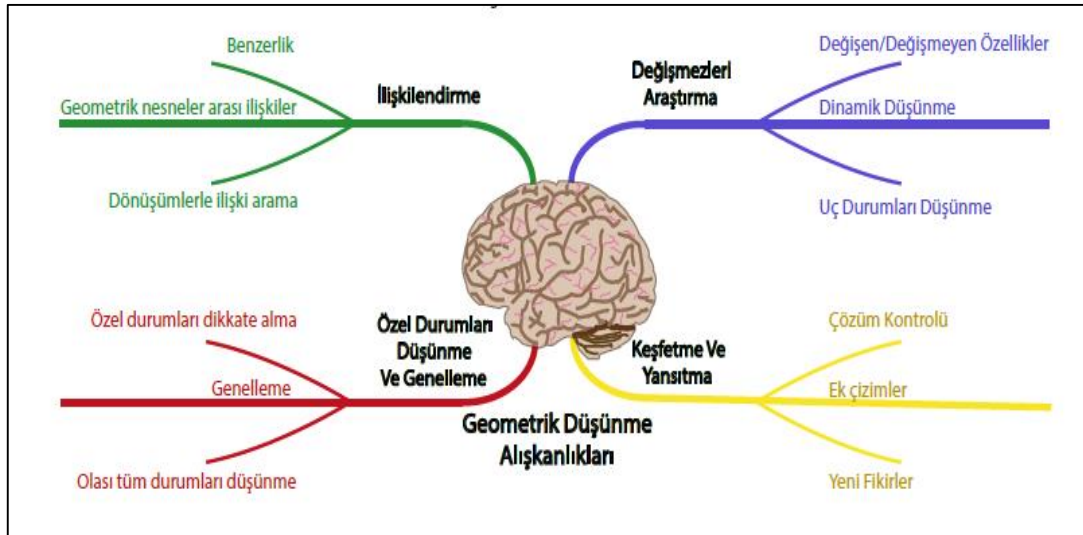 Benzerlik
Geometrik nesneler arası ilişkiler
Dönüşümlerle ilişki arama
İlişkilendirme
Değişmezleri
Araştırma
Değişen/Değişmeyen Özellikler
Dinamik Düşünme
Uç Durumları Düşünme
Özel durumları dikkate alma
Genelleme
Olası tüm durumları düşünme
Özel Durumları
Düşünme
Ve Genelleme
Keşfetme Ve
Yansıtma
Çözüm Kontrolü
Ek çizimler
Yeni Fikirler
Geometrik Düşünme
Alışkanlıkları